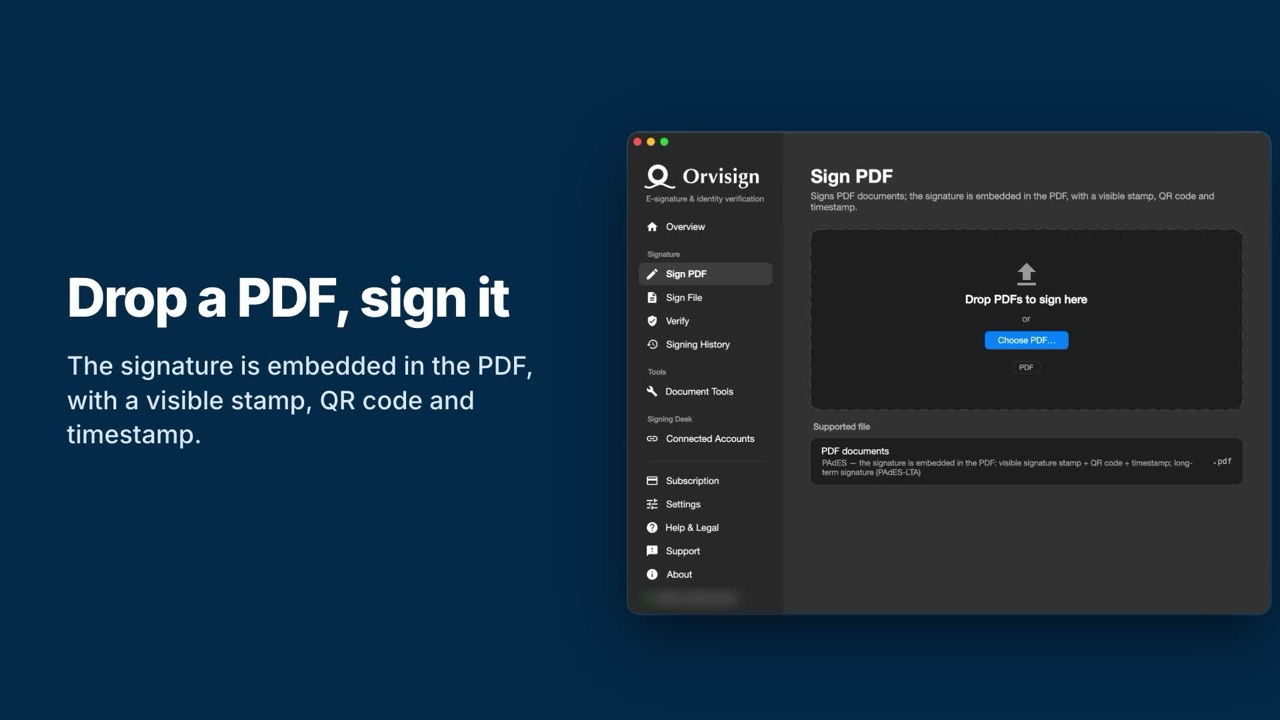 Drop a PDF, sign it
The signature is embedded in the PDF,
with a visible stamp, QR code and
timestamp.
Orvisign
E-signature & identity verification
Overview
Signature
Sign PDF
Sign File
Verify
Signing History
Tools
Document Tools
Signing Desk
Connected Accounts
Subscription
Settings
Help & Legal
Support
About
Sign PDF
Signs PDF documents; the signature is embedded in the PDF, with a visible stamp, QR code and
timestamp.
Drop PDFs to sign here
or
Choose PDF...
PDF
Supported file
PDF documents
PAdES — the signature is embedded in the PDF: visible signature stamp + QR code + timestamp; long-
term signature (PAdES-LTA)
.pdf